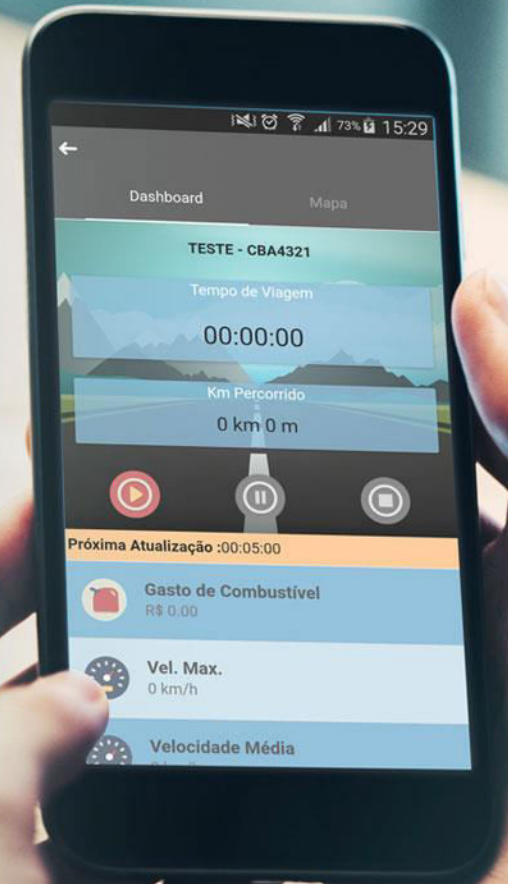 73% 15:29
Dashboard Mapa
TESTE - CBA4321
Tempo de Viagem
00:00:00
Km Percorrido
0 km 0 m
Próxima Atualização :00:05:00
Gasto de Combustível
R$ 0.00
Vel. Max.
0 km/h
Velocidade Média